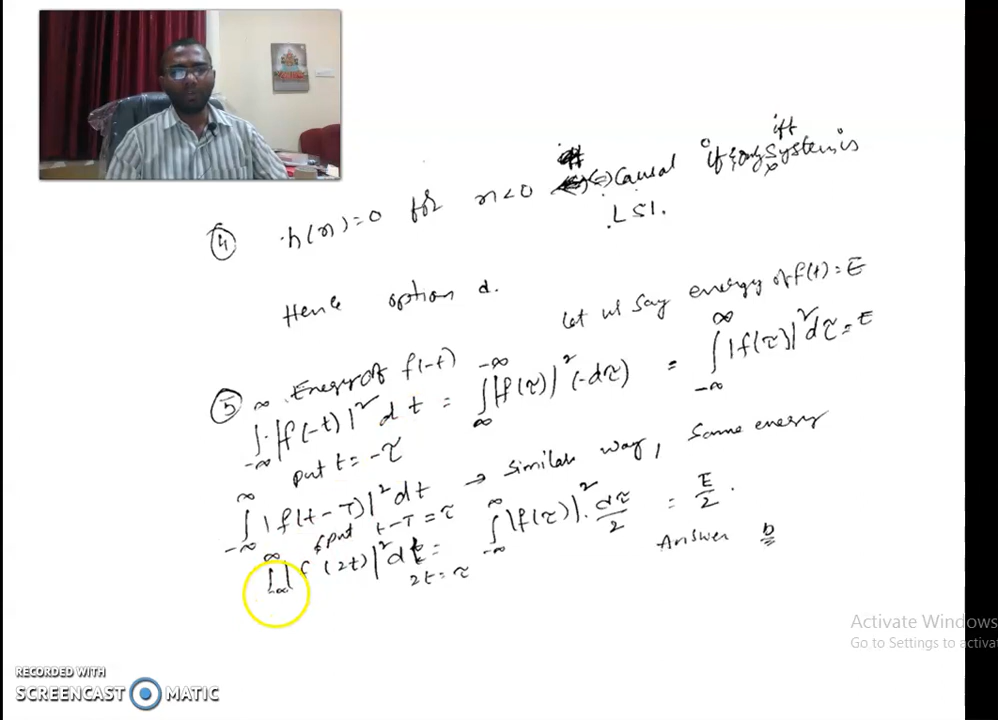 ④ h(n)=0 for n<0 (=) Causal iff system is
LSI.
Hence option d.
Let us say energy of f(t)=E
⑤ Energy of f(-t)
∫_{-∞}^{∞} |f(-t)|² dt = ∫_{∞}^{-∞} |f(τ)|² (-dτ) = ∫_{-∞}^{∞} |f(τ)|² dτ = E
put t = -τ
∫_{-∞}^{∞} |f(t-T)|² dt → Similar way, Same energy
put t-T = τ
∫_{-∞}^{∞} |f(2t)|² dt = ∫_{-∞}^{∞} |f(τ)|². dτ/2 = E/2.
2t = τ
Answer b
Activate Windows
Go to Settings to activa
RECORDED WITH
SCREENCAST MATIC